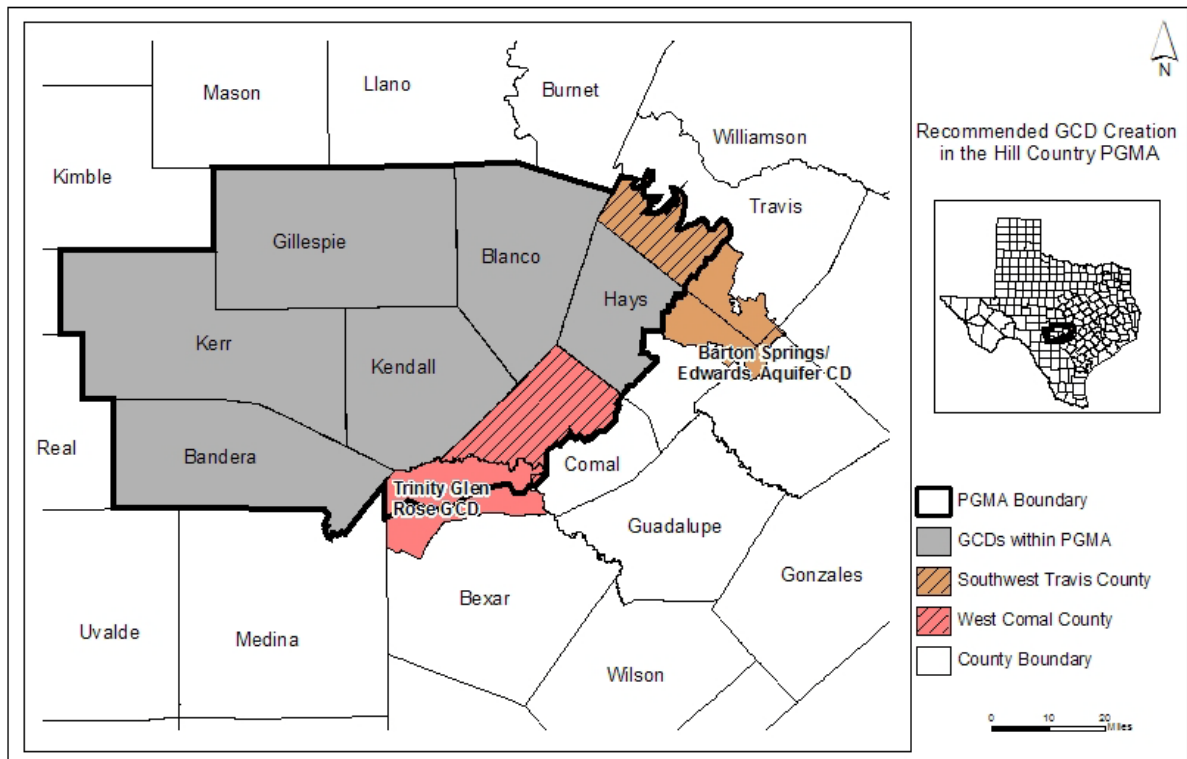 N
Recommended GCD Creation
in the Hill Country PGMA
Mason
Llano
Burnet
Williamson
Kimble
Travis
Gillespie
Blanco
Hays
Kerr
Kendall
Barton Springs/
Edwards Aquifer CD
Real
Bandera
Comal
Trinity Glen
Rose GCD
Guadalupe
Gonzales
Bexar
Uvalde
Medina
Wilson
PGMA Boundary
GCDs within PGMA
Southwest Travis County
West Comal County
County Boundary
0 10 20
Miles